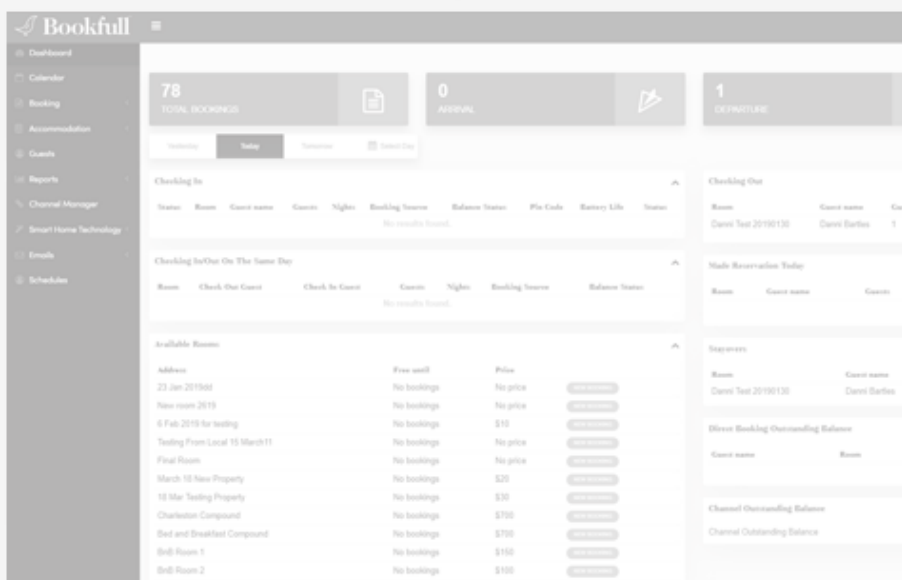 Bookfull
Dashboard
Calendar
Booking
Accommodation
Guests
Reports
Channel Manager
Smart Home Technology
Emails
Schedules
78
TOTAL BOOKINGS
0
ARRIVAL
1
DEPARTURE
Yesterday Today Tomorrow Select Day
Checking In
Status Room Guest name Guests Nights Booking Source Balance Status Pin Code Battery Life Status
No results found.
Checking In/Out On The Same Day
Room Check Out Guest Check In Guest Guests Nights Booking Source Balance Status
No results found.
Available Rooms
Address Free until Price
23 Jan 2019dd No bookings No price
New room 2619 No bookings No price
6 Fab 2019 for testing No bookings $10
Testing From Local 15 March11 No bookings No price
Final Room No bookings No price
March 18 New Property No bookings $20
18 Mar Testing Property No bookings $30
Charleston Compound No bookings $700
Bed and Breakfast Compound No bookings $700
BnB Room 1 No bookings $150
BnB Room 2 No bookings $100
Checking Out
Room Guest name
Danni Test 20190130 Danni Bartles 1
Made Reservation Today
Room Guest name Guests
Stayovers
Room Guest name
Danni Test 20190130 Danni Bartles
Direct Booking Outstanding Balance
Guest name Room
Channel Outstanding Balance
Channel Outstanding Balance